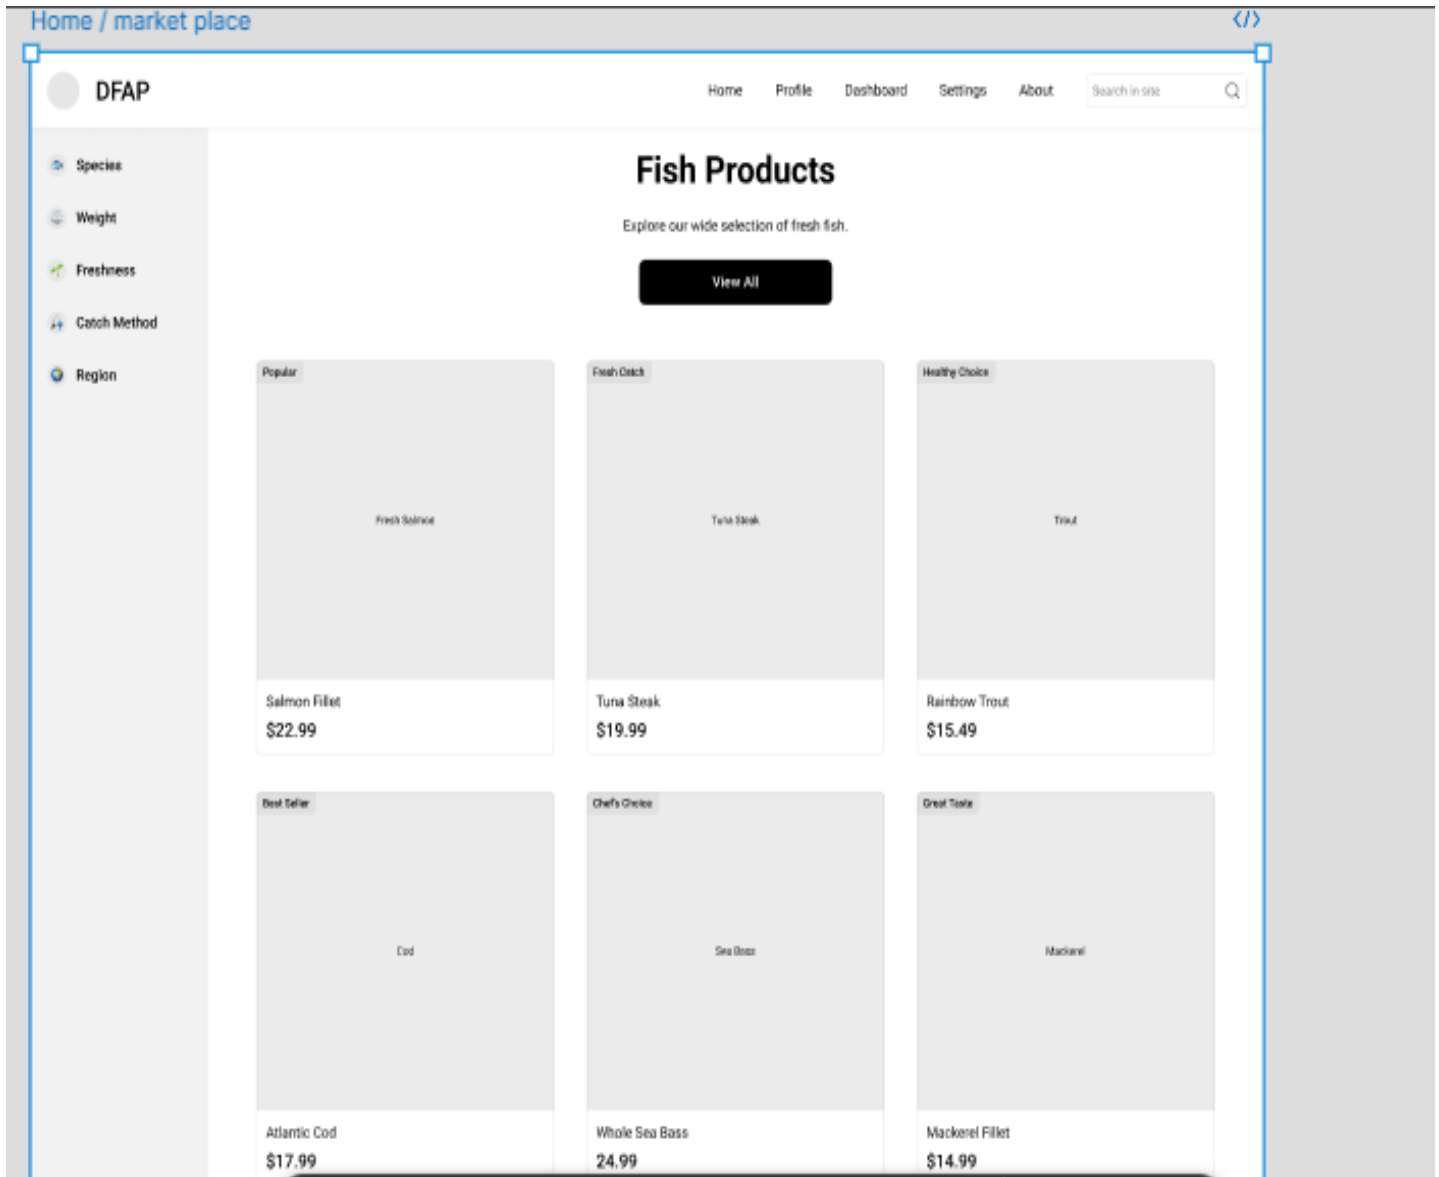 Home / market place
</>
DFAP
Home Profile Dashboard Settings About Search in site
Species
Weight
Freshness
Catch Method
Region
Fish Products
Explore our wide selection of fresh fish.
View All
Popular
Fresh Salmon
Salmon Fillet
$22.99
Fresh Catch
Tuna Steak
Tuna Steak
$19.99
Healthy Choice
Trout
Rainbow Trout
$15.49
Best Seller
Cod
Atlantic Cod
$17.99
Chef's Choice
Sea Bass
Whole Sea Bass
24.99
Great Taste
Mackerel
Mackerel Fillet
$14.99